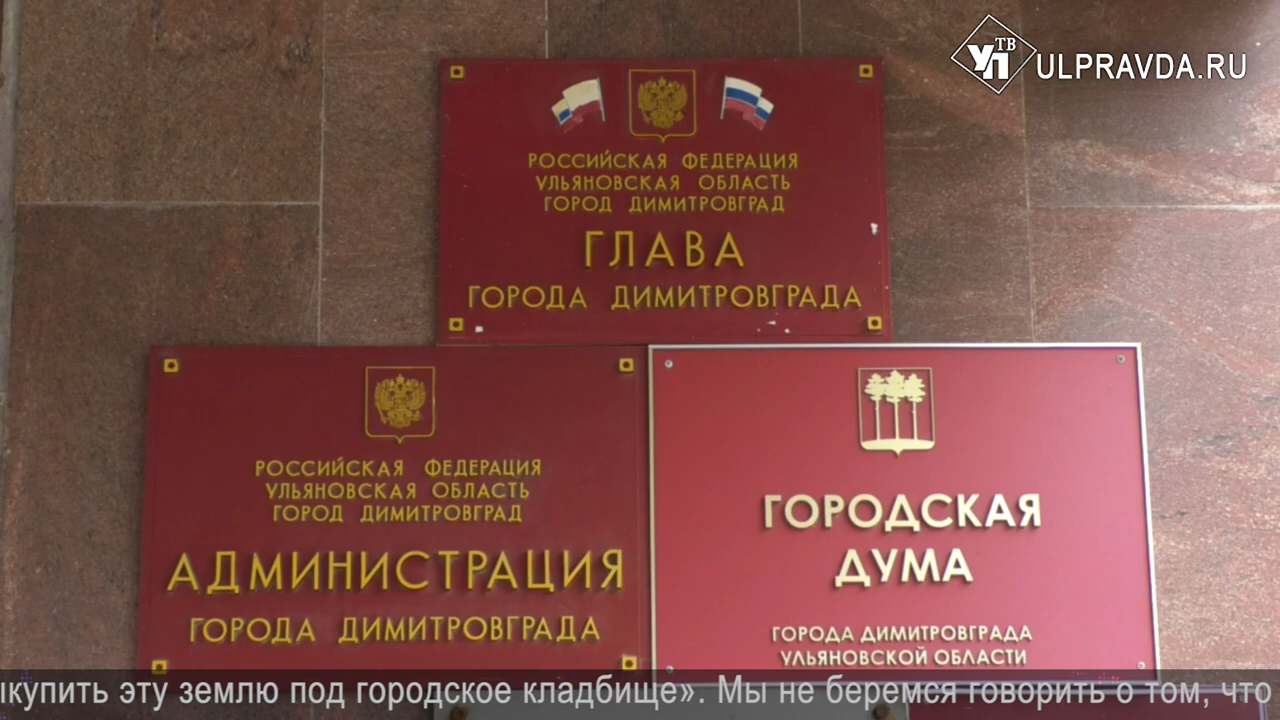 УП ТВ
ULPRAVDA.RU
РОССИЙСКАЯ ФЕДЕРАЦИЯ
УЛЬЯНОВСКАЯ ОБЛАСТЬ
ГОРОД ДИМИТРОВГРАД
ГЛАВА
ГОРОДА ДИМИТРОВГРАДА
РОССИЙСКАЯ ФЕДЕРАЦИЯ
УЛЬЯНОВСКАЯ ОБЛАСТЬ
ГОРОД ДИМИТРОВГРАД
АДМИНИСТРАЦИЯ
ГОРОДА ДИМИТРОВГРАДА
ГОРОДСКАЯ
ДУМА
ГОРОДА ДИМИТРОВГРАДА
УЛЬЯНОВСКОЙ ОБЛАСТИ
эту землю под городское кладбище». Мы не беремся говорить о том, что